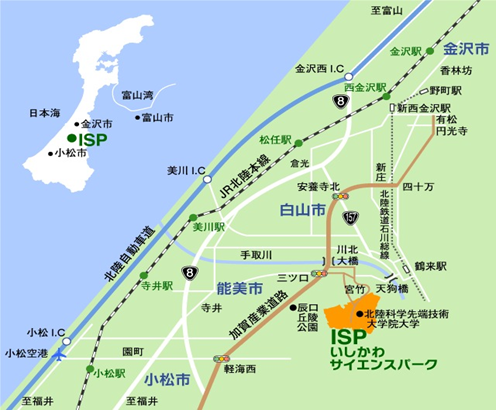 至富山
金沢駅
金沢市
香林坊
金沢西 I.C
西金沢駅
野町駅
新西金沢駅
有松
円光寺
8
富山湾
日本海
金沢市
富山市
ISP
小松市
松任駅
倉光
新庄
四十万
美川 I.C
JR北陸本線
安養寺北
白山市
157
北陸鉄道石川総線
美川駅
北陸自動車道
手取川
川北大橋
鶴来駅
8
寺井駅
能美市
三ツ口
天狗橋
宮竹
寺井
加賀産業道路
辰口
丘陵
公園
北陸科学先端技術
大学院大学
ISP
いしかわ
サイエンスパーク
小松 I.C
小松空港
園町
軽海西
小松駅
小松市
至福井
至福井
至福井